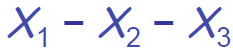 X₁ − X₂ − X₃